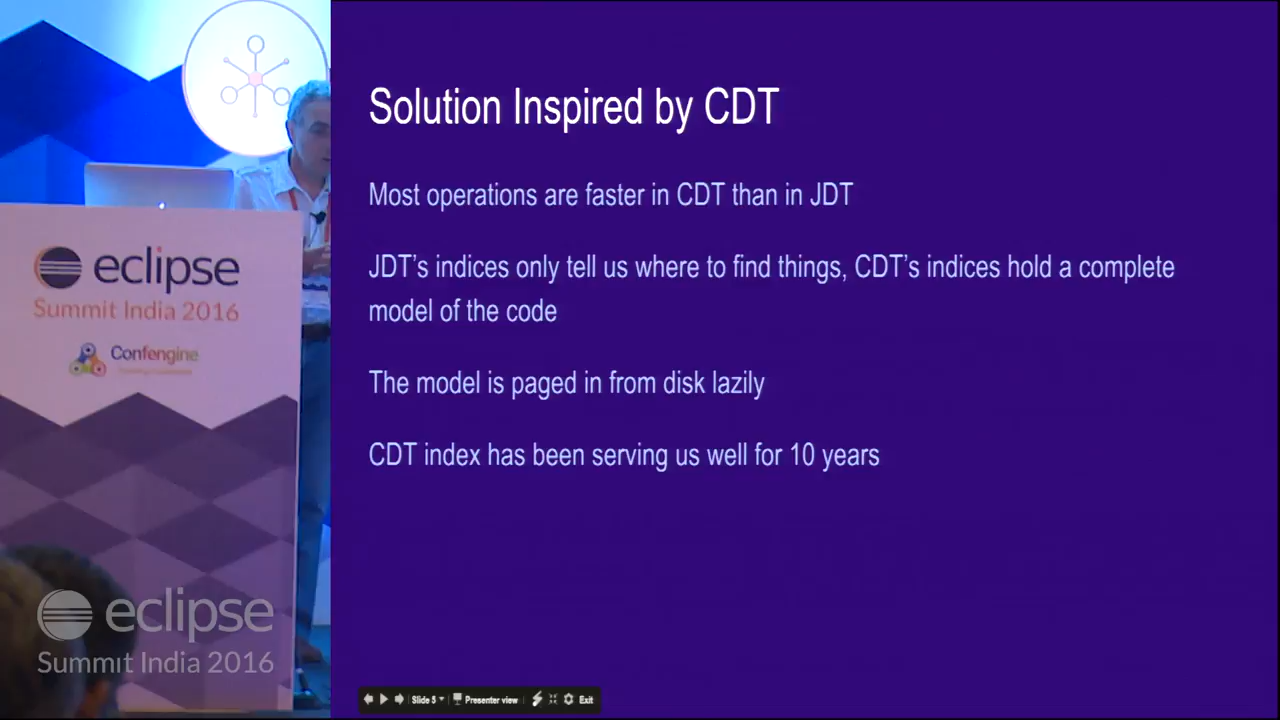 Solution Inspired by CDT
Most operations are faster in CDT than in JDT
JDT's indices only tell us where to find things, CDT's indices hold a complete
model of the code
The model is paged in from disk lazily
CDT index has been serving us well for 10 years
eclipse
Summit India 2016
Confengine
eclipse
Summit India 2016
Slide 5
Presenter view
Exit